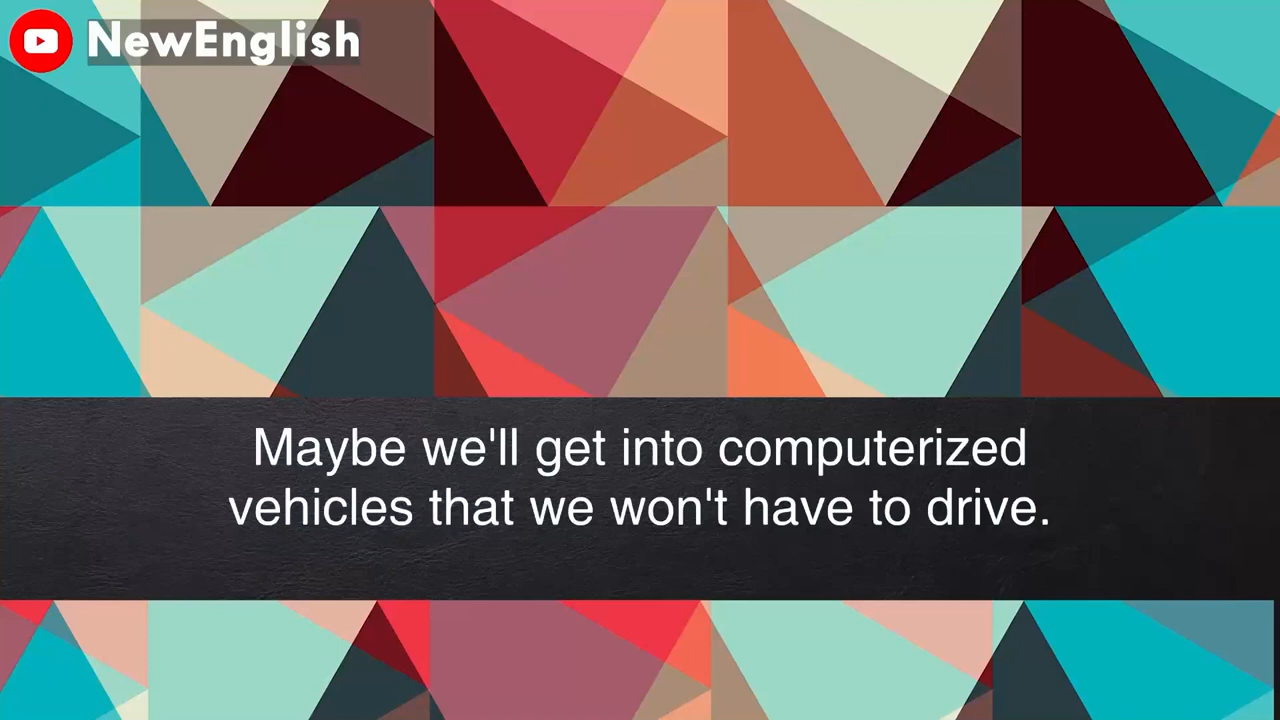 NewEnglish
Maybe we'll get into computerized
vehicles that we won't have to drive.